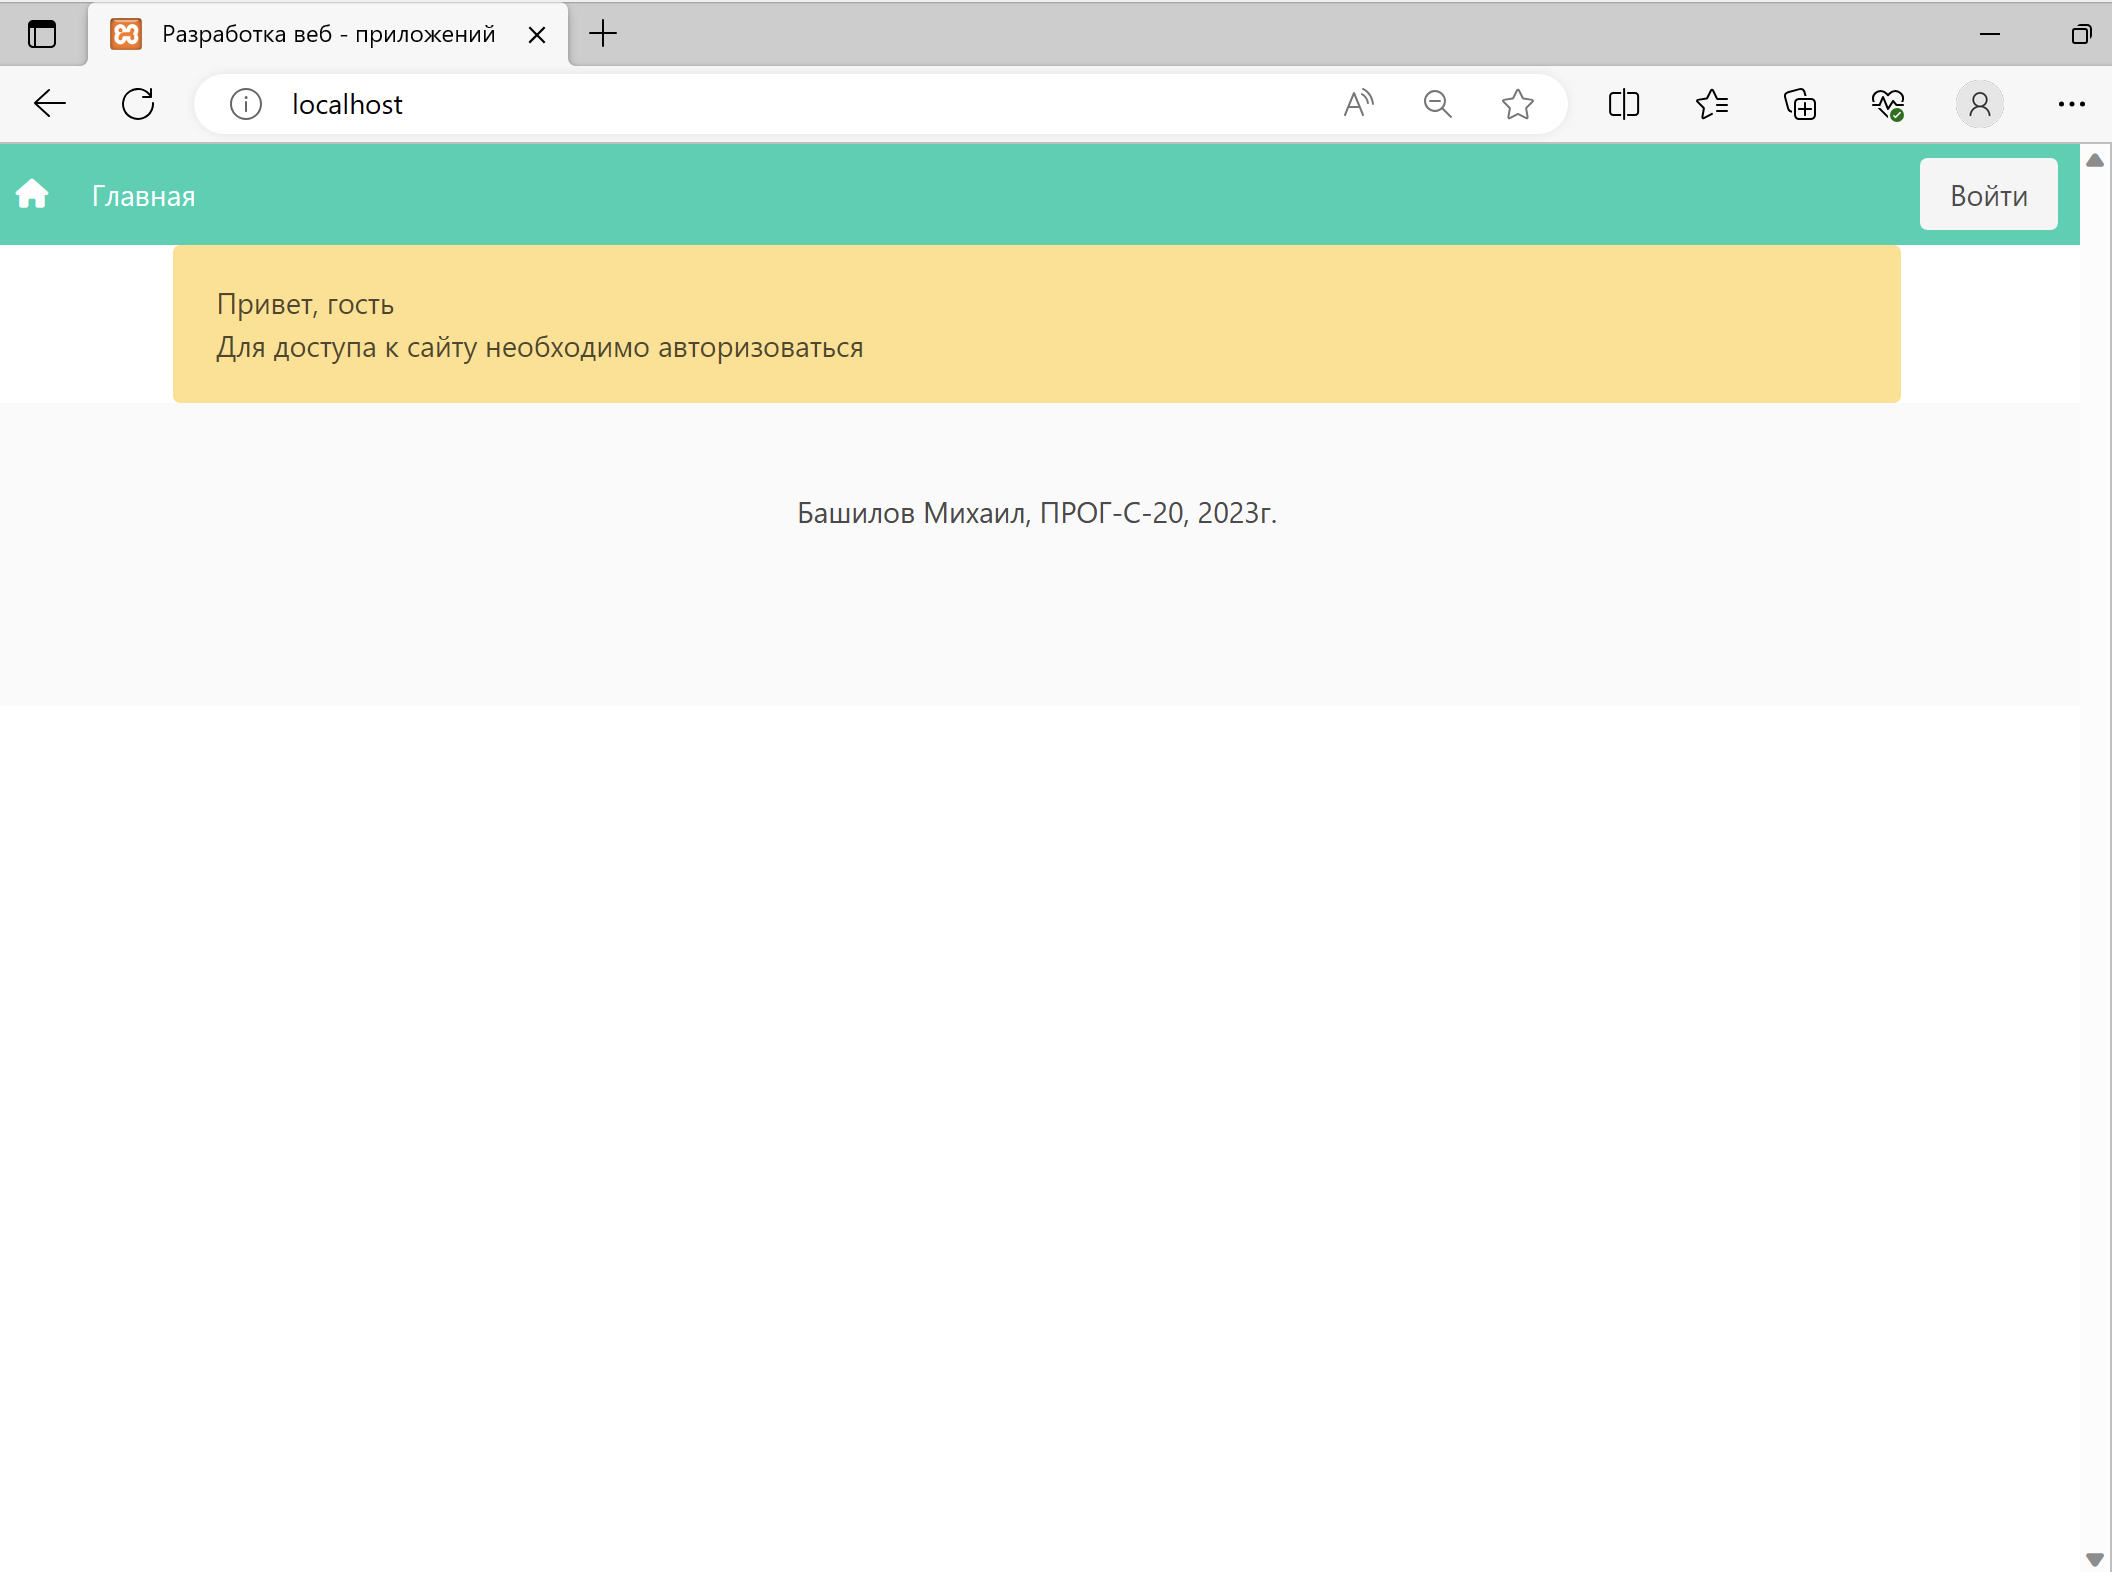 Разработка веб - приложений
localhost
Главная
Войти
Привет, гость
Для доступа к сайту необходимо авторизоваться
Башилов Михаил, ПРОГ-С-20, 2023г.